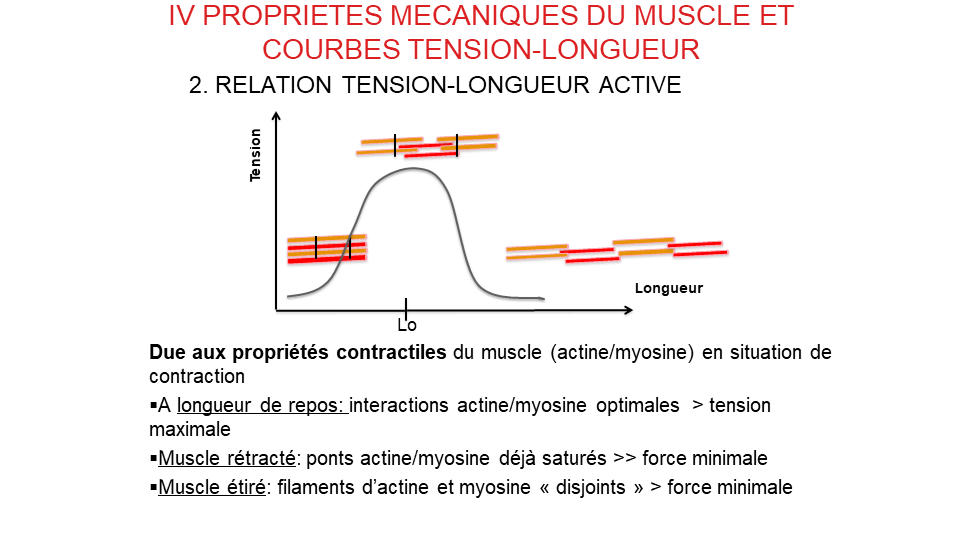 IV PROPRIETES MECANIQUES DU MUSCLE ET
COURBES TENSION-LONGUEUR
2. RELATION TENSION-LONGUEUR ACTIVE
Tension
Longueur
Lo
Due aux propriétés contractiles du muscle (actine/myosine) en situation de
contraction
▪A longueur de repos: interactions actine/myosine optimales > tension
maximale
▪Muscle rétracté: ponts actine/myosine déjà saturés >> force minimale
▪Muscle étiré: filaments d’actine et myosine « disjoints » > force minimale